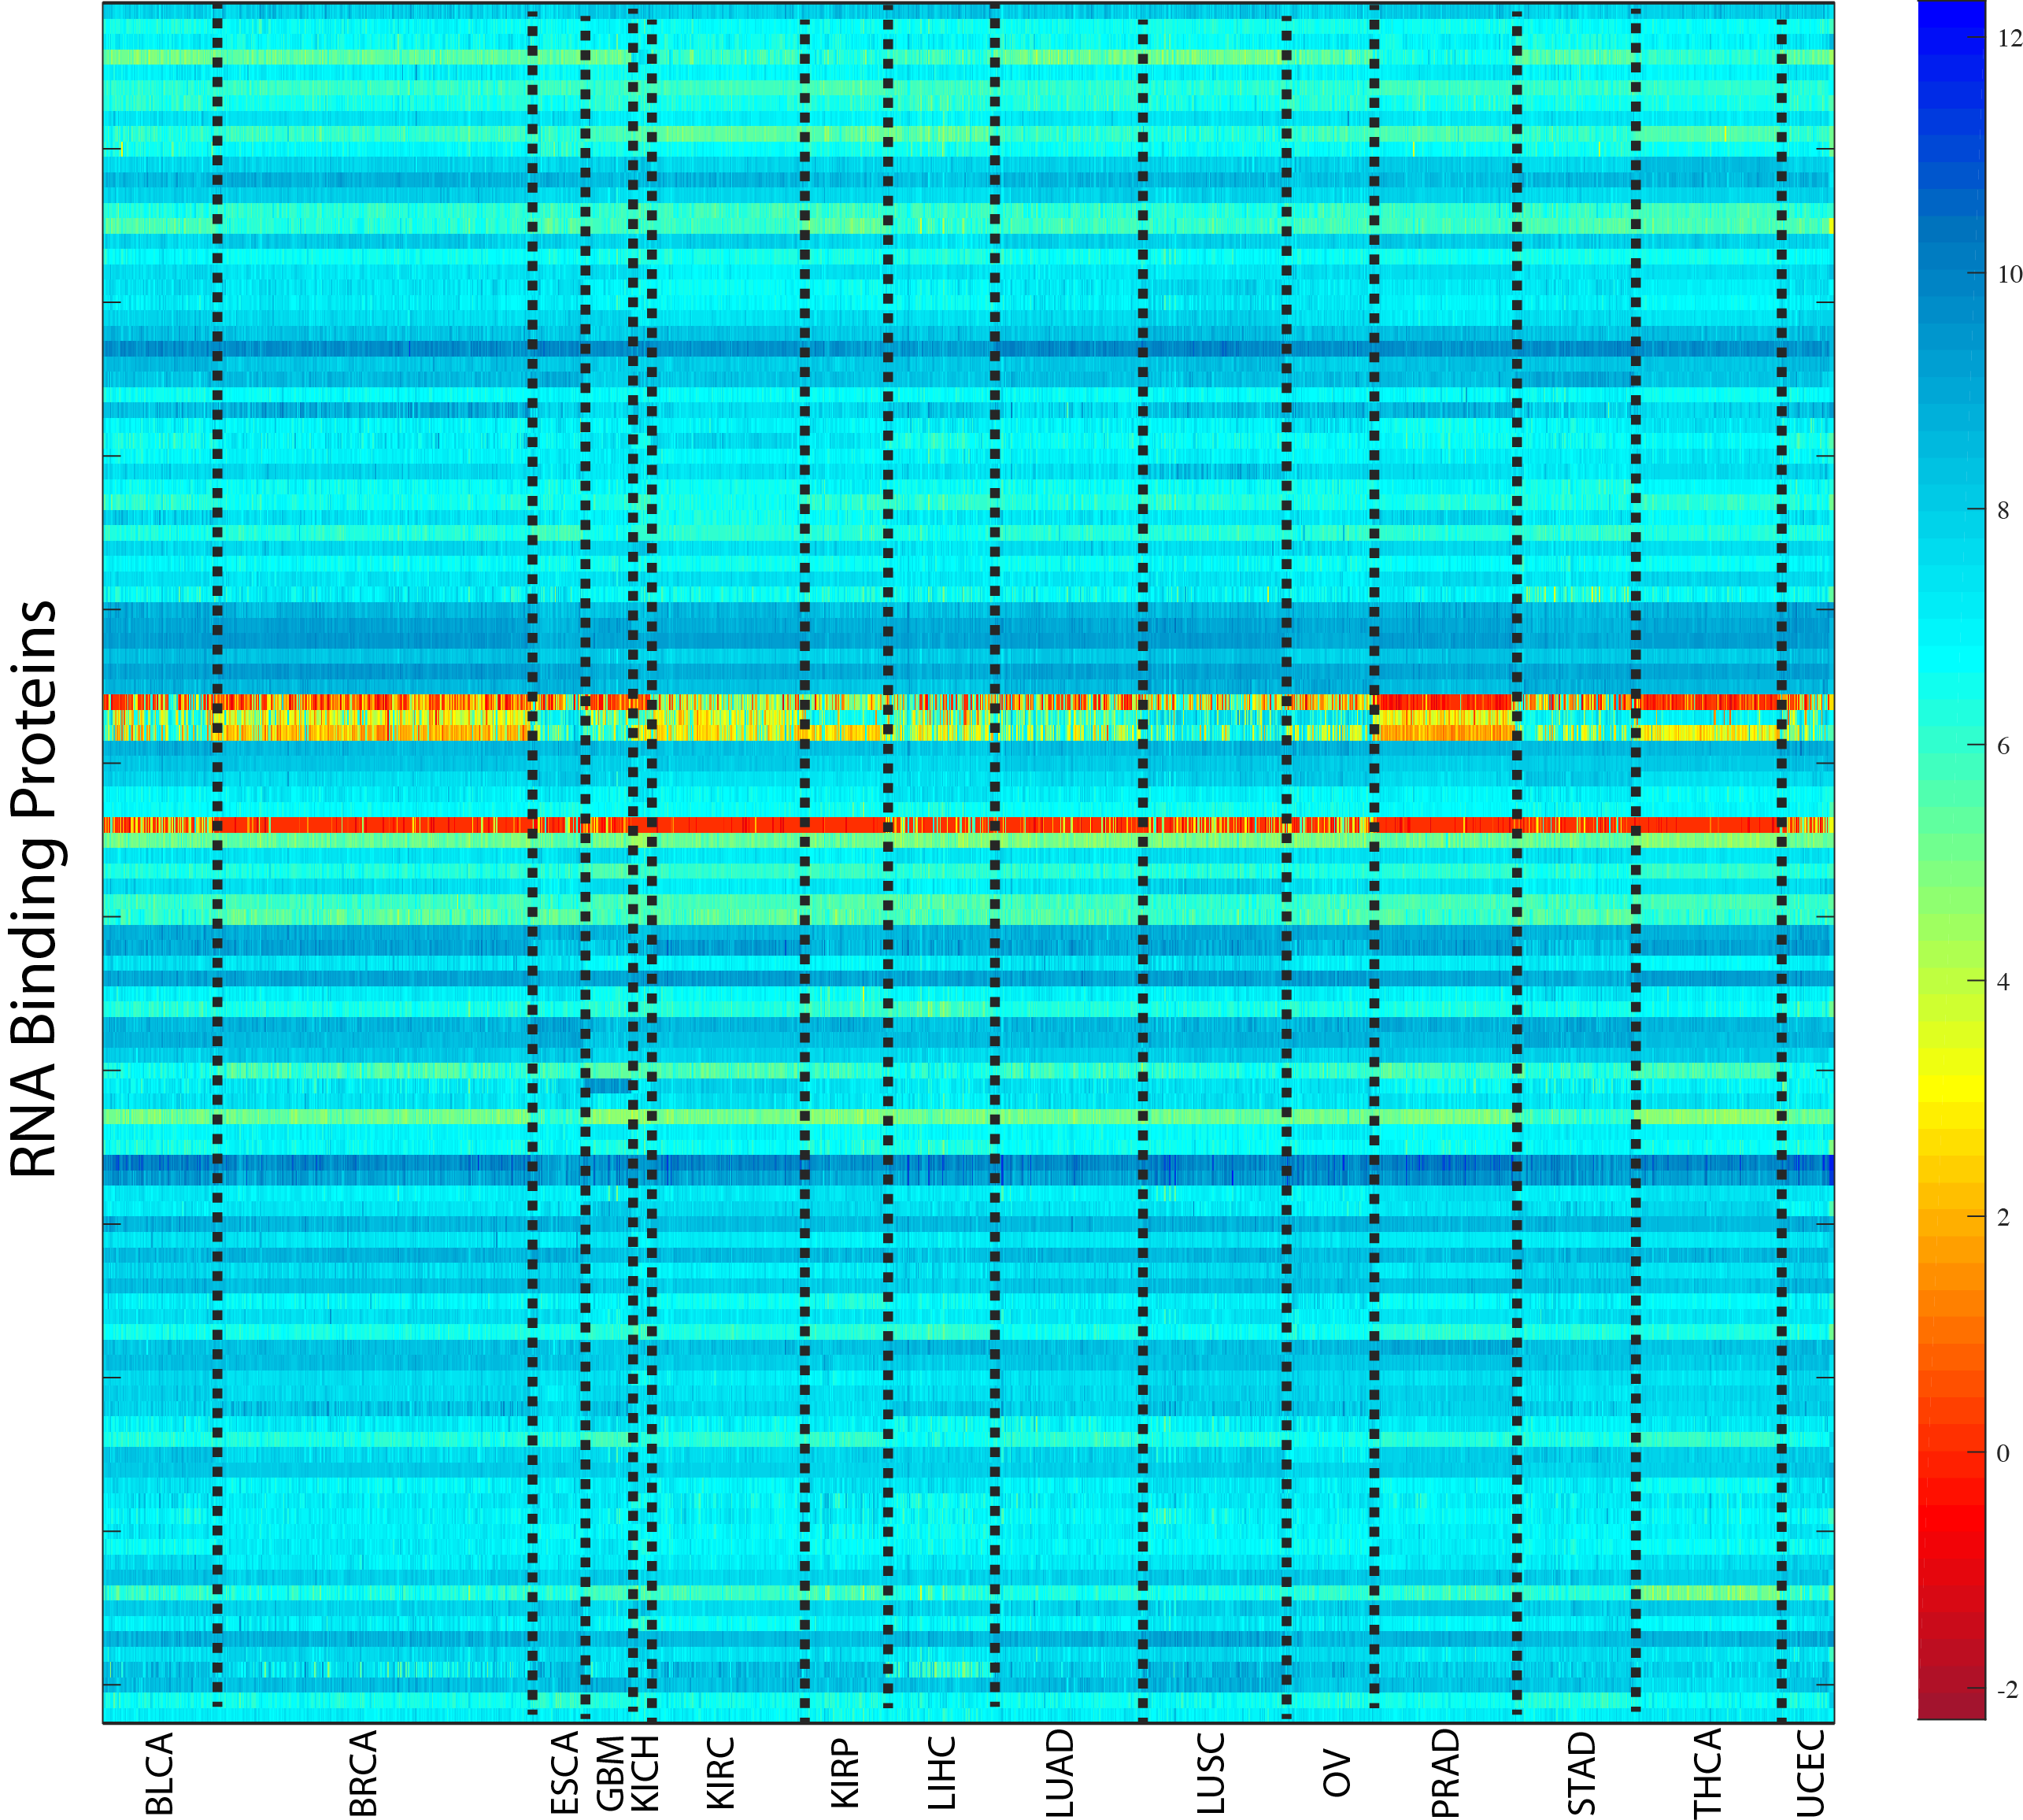 RNA Binding Proteins
12
10
8
6
4
2
0
-2
BLCA
BRCA
ESCA
GBM
KICH
KIRC
KIRP
LIHC
LUAD
LUSC
OV
PRAD
STAD
THCA
UCEC